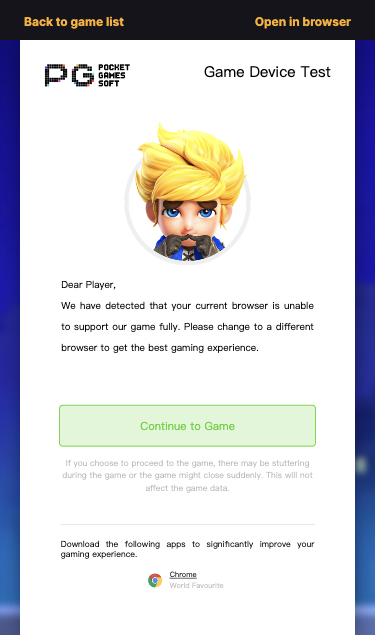 Back to game list
Open in browser
PG POCKET GAMES SOFT
Game Device Test
Dear Player,
We have detected that your current browser is unable
to support our game fully. Please change to a different
browser to get the best gaming experience.
Continue to Game
If you choose to proceed to the game, there may be stuttering
during the game or the game might close suddenly. This will not
affect the game data.
Download the following apps to significantly improve your
gaming experience.
Chrome
World Favourite